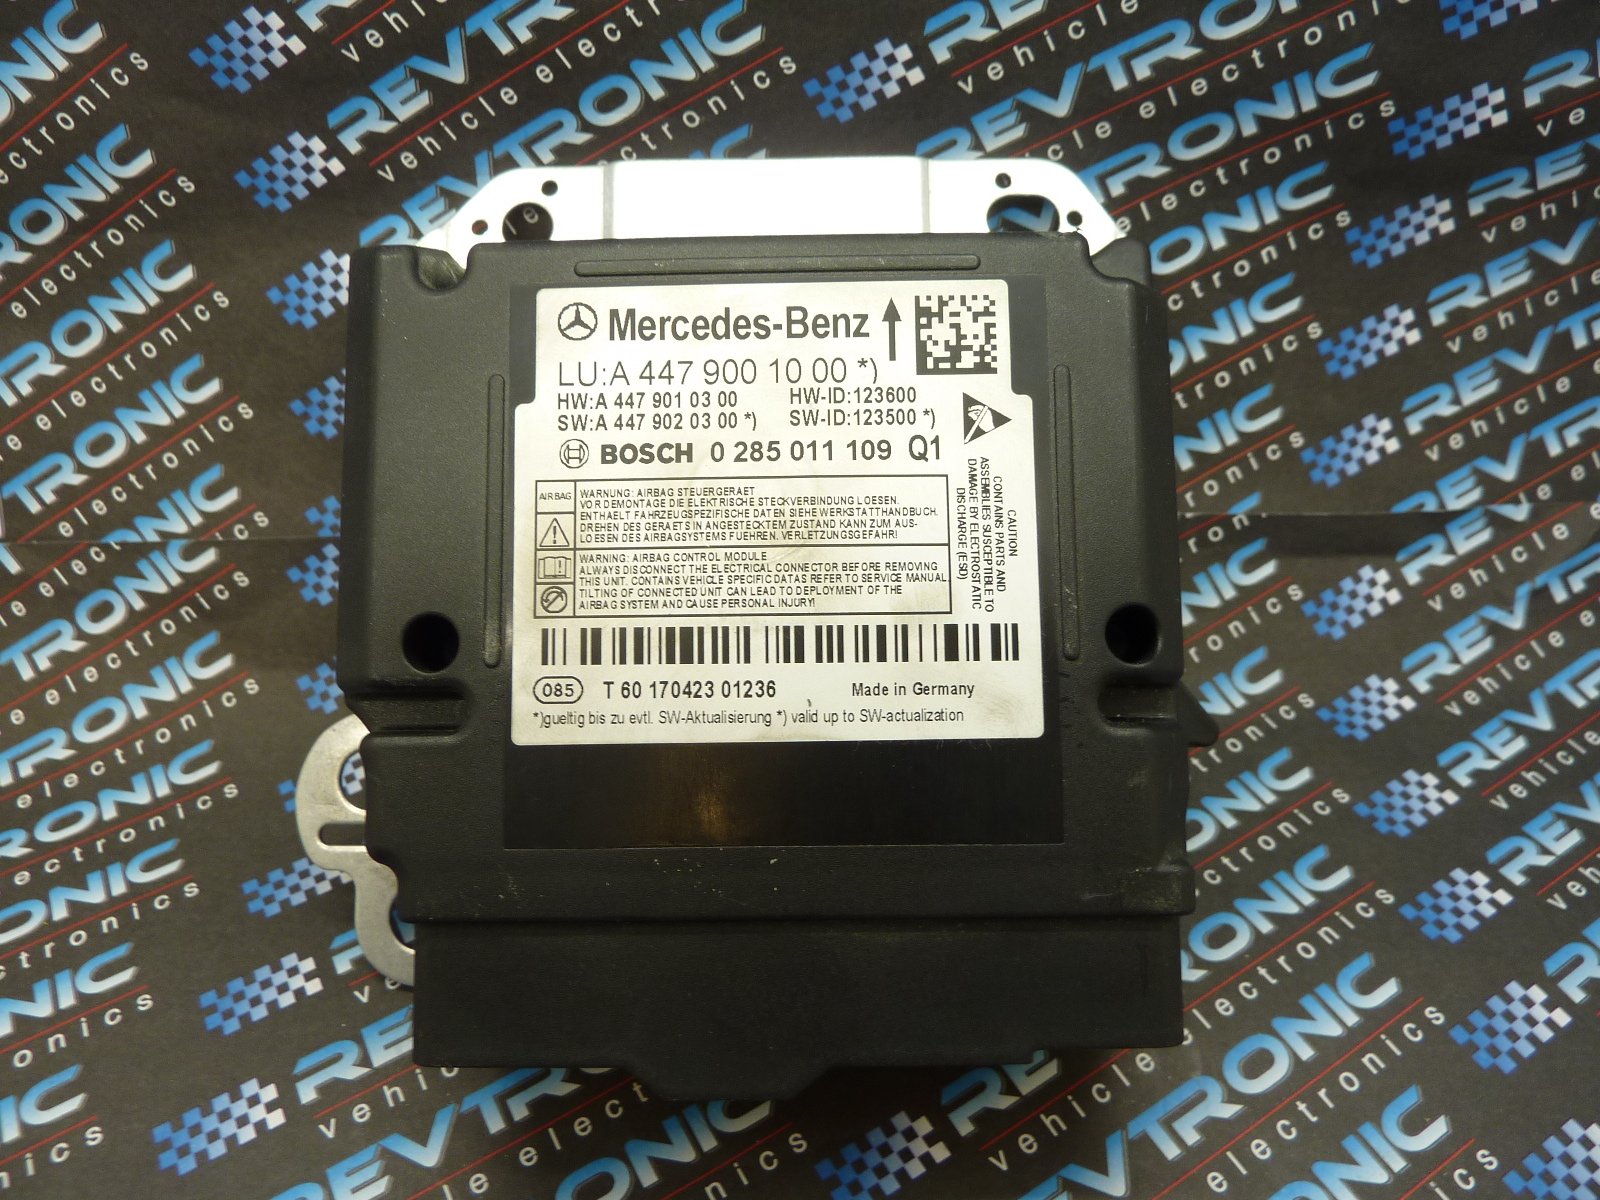 Mercedes-Benz
LU:A 447 900 10 00 *)
HW:A 447 901 03 00 HW-ID:123600
SW:A 447 902 03 00 *) SW-ID:123500 *)
BOSCH 0 285 011 109 Q1
AIRBAG
WARNUNG: AIRBAG STEUERGERAET
VOR DEMONTAGE DIE ELEKTRISCHE STECKVERBINDUNG LOESEN.
ENTHAELT FAHRZEUGSPEZIFISCHE DATEN SIEHE WERKSTATTHANDBUCH.
DREHEN DES GERAETS IN ANGESTECKTEM ZUSTAND KANN ZUM AUS-
LOESEN DES AIRBAGSYSTEMS FUEHREN. VERLETZUNGSGEFAHR!
WARNING: AIRBAG CONTROL MODULE
ALWAYS DISCONNECT THE ELECTRICAL CONNECTOR BEFORE REMOVING
THIS UNIT. CONTAINS VEHICLE SPECIFIC DATAS REFER TO SERVICE MANUAL.
TILTING OF CONNECTED UNIT CAN LEAD TO DEPLOYMENT OF THE
AIRBAG SYSTEM AND CAUSE PERSONAL INJURY!
CAUTION
CONTAINS PARTS AND
ASSEMBLIES SUSCEPTIBLE TO
DAMAGE BY ELECTROSTATIC
DISCHARGE (ESD)
085 T 60 170423 01236 Made in Germany
*)gueltig bis zu evtl. SW-Aktualisierung *) valid up to SW-actualization
REVTRONIC
vehicle electronics